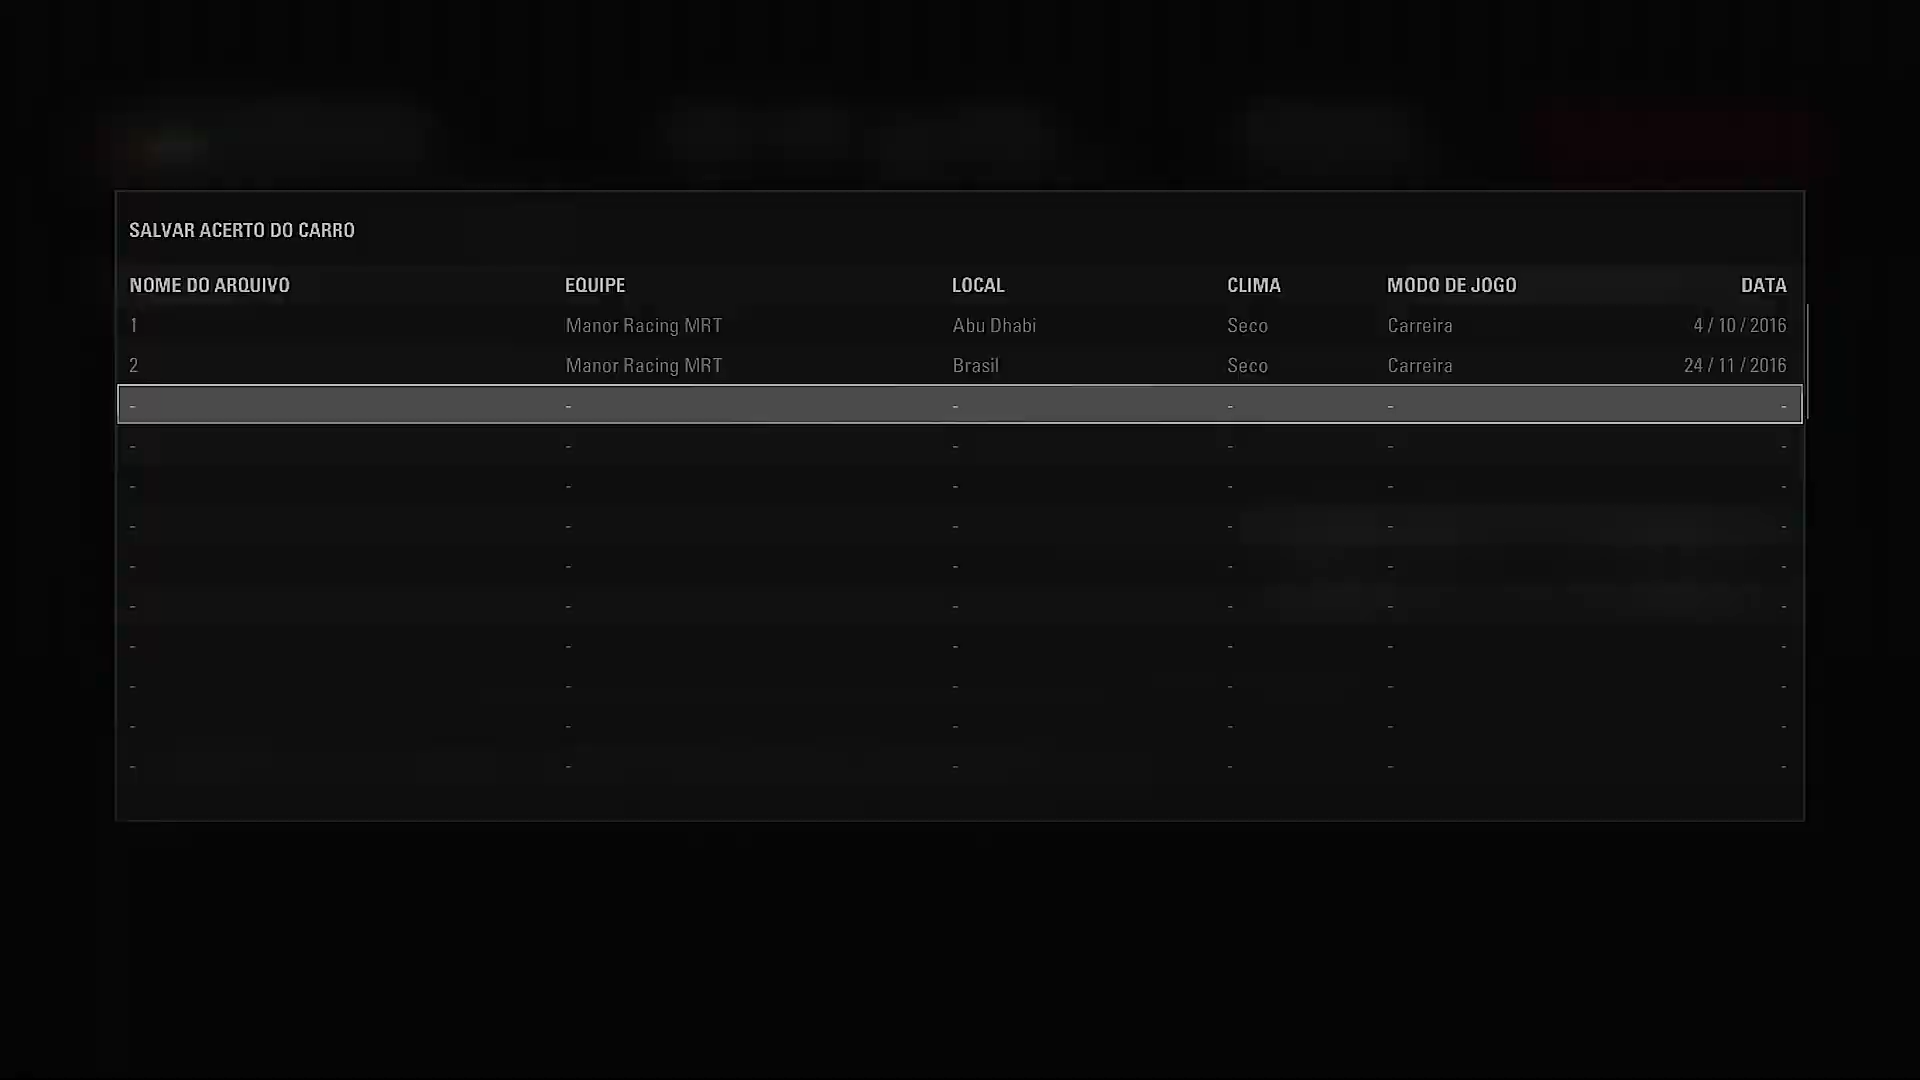 SALVAR ACERTO DO CARRO
NOME DO ARQUIVO EQUIPE LOCAL CLIMA MODO DE JOGO DATA
1 Manor Racing MRT Abu Dhabi Seco Carreira 4 / 10 / 2016
2 Manor Racing MRT Brasil Seco Carreira 24 / 11 / 2016
- - - - - -
- - - - - -
- - - - - -
- - - - - -
- - - - - -
- - - - - -
- - - - - -
- - - - - -
- - - - - -
- - - - - -